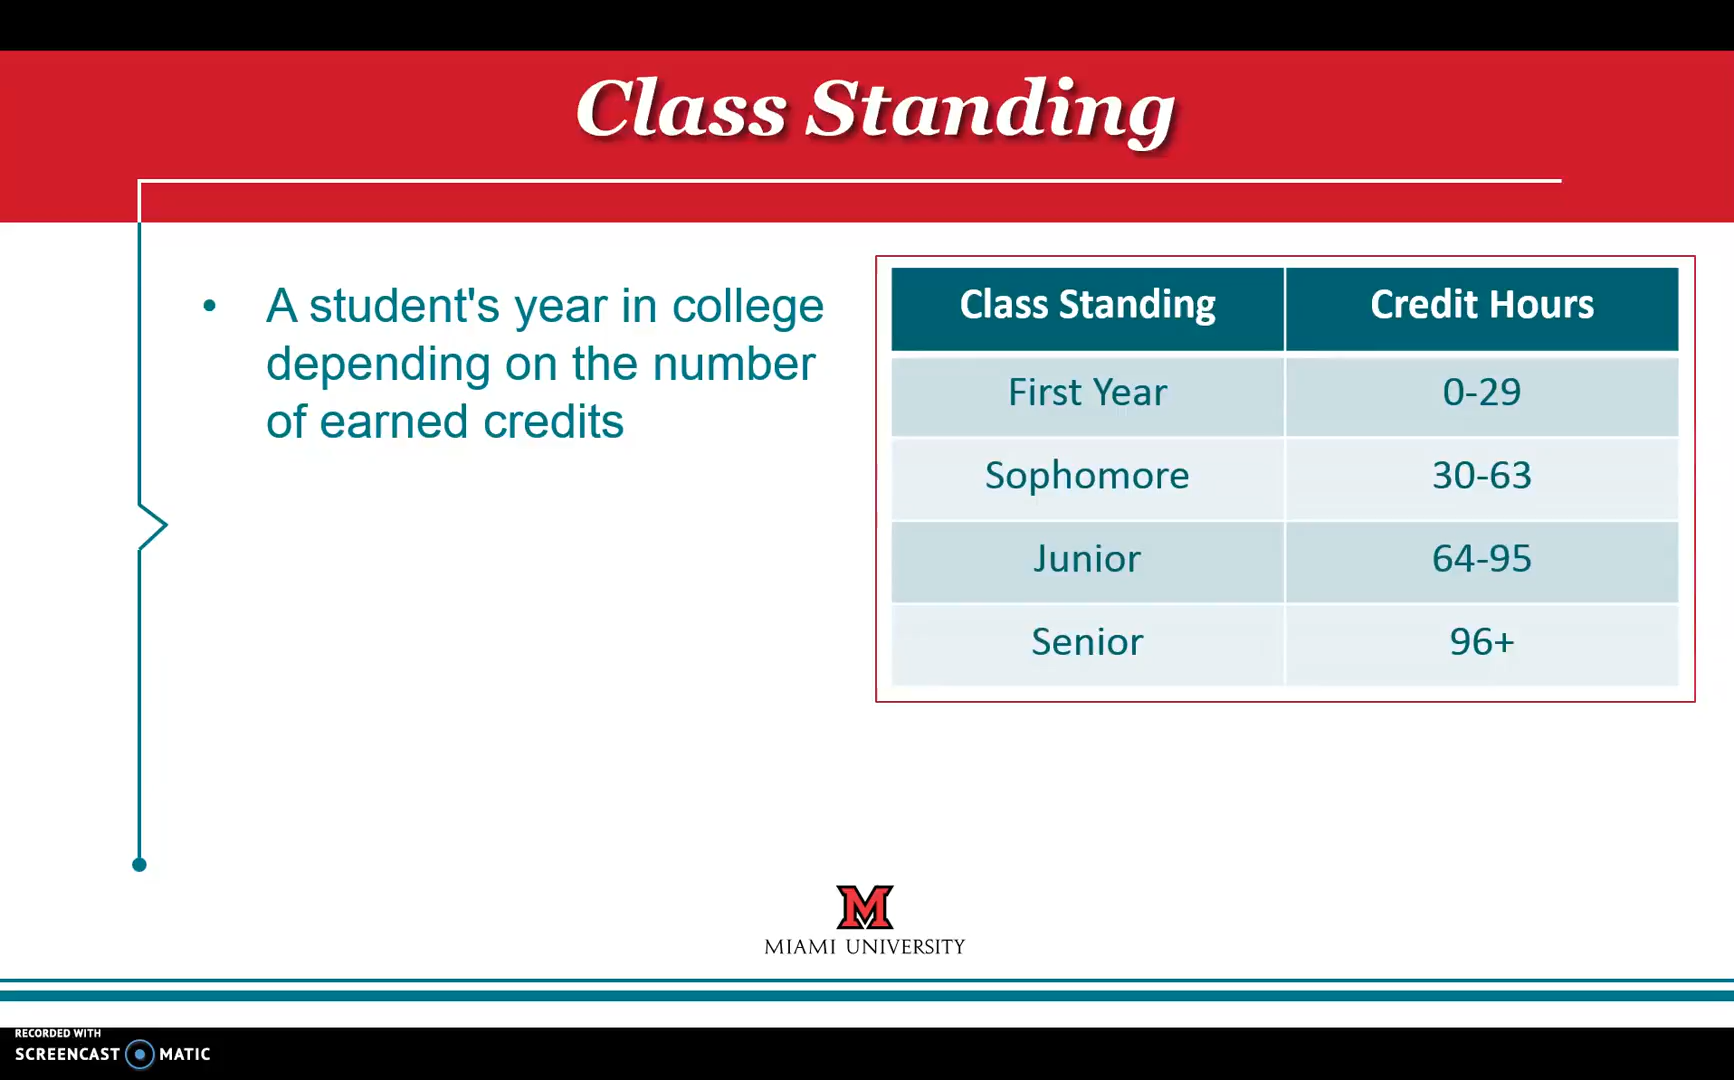 Class Standing
• A student's year in college
depending on the number
of earned credits
Class Standing Credit Hours
First Year 0-29
Sophomore 30-63
Junior 64-95
Senior 96+
M
MIAMI UNIVERSITY
RECORDED WITH
SCREENCAST MATIC